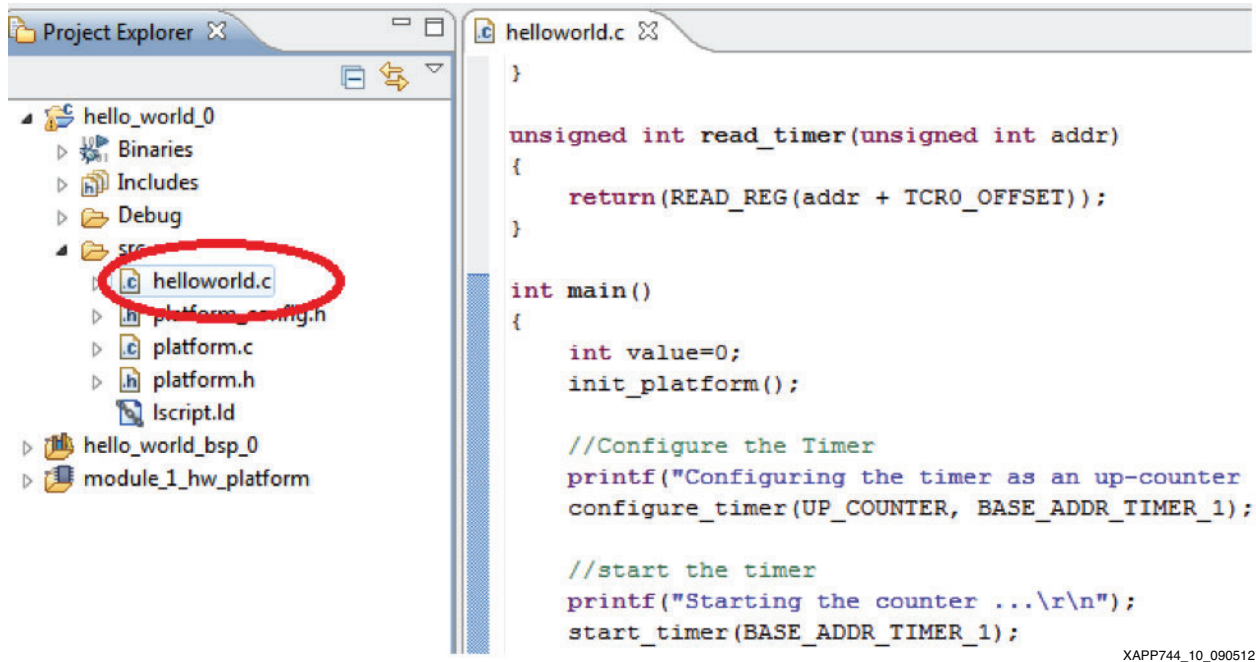 Project Explorer
hello_world_0
Binaries
Includes
Debug
src
helloworld.c
platform_config.h
platform.c
platform.h
lscript.ld
hello_world_bsp_0
module_1_hw_platform
helloworld.c
}
unsigned int read_timer(unsigned int addr)
{
return(READ_REG(addr + TCR0_OFFSET));
}
int main()
{
int value=0;
init_platform();
//Configure the Timer
printf("Configuring the timer as an up-counter
configure_timer(UP_COUNTER, BASE_ADDR_TIMER_1);
//start the timer
printf("Starting the counter ...\r\n");
start_timer(BASE_ADDR_TIMER_1);
XAPP744_10_090512